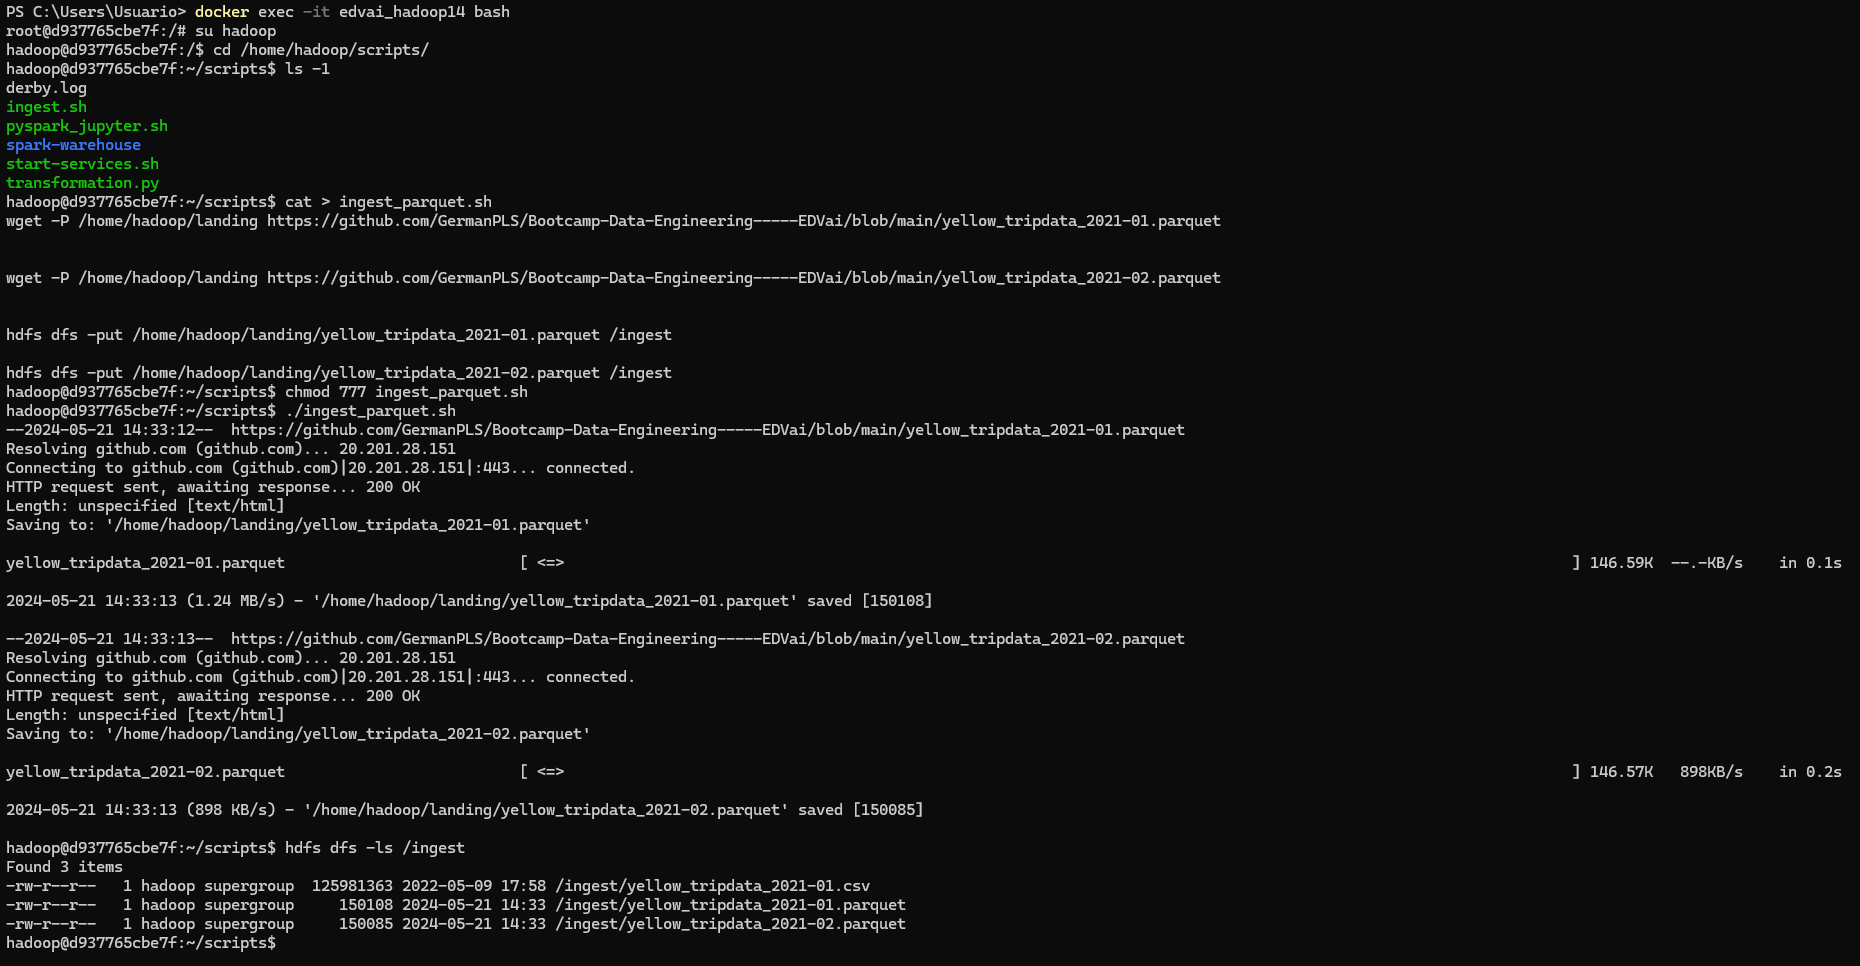 PS C:\Users\Usuario> docker exec -it edvai_hadoop14 bash
root@d937765cbe7f:/# su hadoop
hadoop@d937765cbe7f:/$ cd /home/hadoop/scripts/
hadoop@d937765cbe7f:~/scripts$ ls -1
derby.log
ingest.sh
pyspark_jupyter.sh
spark-warehouse
start-services.sh
transformation.py
hadoop@d937765cbe7f:~/scripts$ cat > ingest_parquet.sh
wget -P /home/hadoop/landing https://github.com/GermanPLS/Bootcamp-Data-Engineering-----EDVai/blob/main/yellow_tripdata_2021-01.parquet
wget -P /home/hadoop/landing https://github.com/GermanPLS/Bootcamp-Data-Engineering-----EDVai/blob/main/yellow_tripdata_2021-02.parquet
hdfs dfs -put /home/hadoop/landing/yellow_tripdata_2021-01.parquet /ingest
hdfs dfs -put /home/hadoop/landing/yellow_tripdata_2021-02.parquet /ingest
hadoop@d937765cbe7f:~/scripts$ chmod 777 ingest_parquet.sh
hadoop@d937765cbe7f:~/scripts$ ./ingest_parquet.sh
--2024-05-21 14:33:12--  https://github.com/GermanPLS/Bootcamp-Data-Engineering-----EDVai/blob/main/yellow_tripdata_2021-01.parquet
Resolving github.com (github.com)... 20.201.28.151
Connecting to github.com (github.com)|20.201.28.151|:443... connected.
HTTP request sent, awaiting response... 200 OK
Length: unspecified [text/html]
Saving to: '/home/hadoop/landing/yellow_tripdata_2021-01.parquet'
yellow_tripdata_2021-01.parquet [ <=> ] 146.59K --.-KB/s in 0.1s
2024-05-21 14:33:13 (1.24 MB/s) - '/home/hadoop/landing/yellow_tripdata_2021-01.parquet' saved [150108]
--2024-05-21 14:33:13--  https://github.com/GermanPLS/Bootcamp-Data-Engineering-----EDVai/blob/main/yellow_tripdata_2021-02.parquet
Resolving github.com (github.com)... 20.201.28.151
Connecting to github.com (github.com)|20.201.28.151|:443... connected.
HTTP request sent, awaiting response... 200 OK
Length: unspecified [text/html]
Saving to: '/home/hadoop/landing/yellow_tripdata_2021-02.parquet'
yellow_tripdata_2021-02.parquet [ <=> ] 146.57K 898KB/s in 0.2s
2024-05-21 14:33:13 (898 KB/s) - '/home/hadoop/landing/yellow_tripdata_2021-02.parquet' saved [150085]
hadoop@d937765cbe7f:~/scripts$ hdfs dfs -ls /ingest
Found 3 items
-rw-r--r--   1 hadoop supergroup  125981363 2022-05-09 17:58 /ingest/yellow_tripdata_2021-01.csv
-rw-r--r--   1 hadoop supergroup     150108 2024-05-21 14:33 /ingest/yellow_tripdata_2021-01.parquet
-rw-r--r--   1 hadoop supergroup     150085 2024-05-21 14:33 /ingest/yellow_tripdata_2021-02.parquet
hadoop@d937765cbe7f:~/scripts$